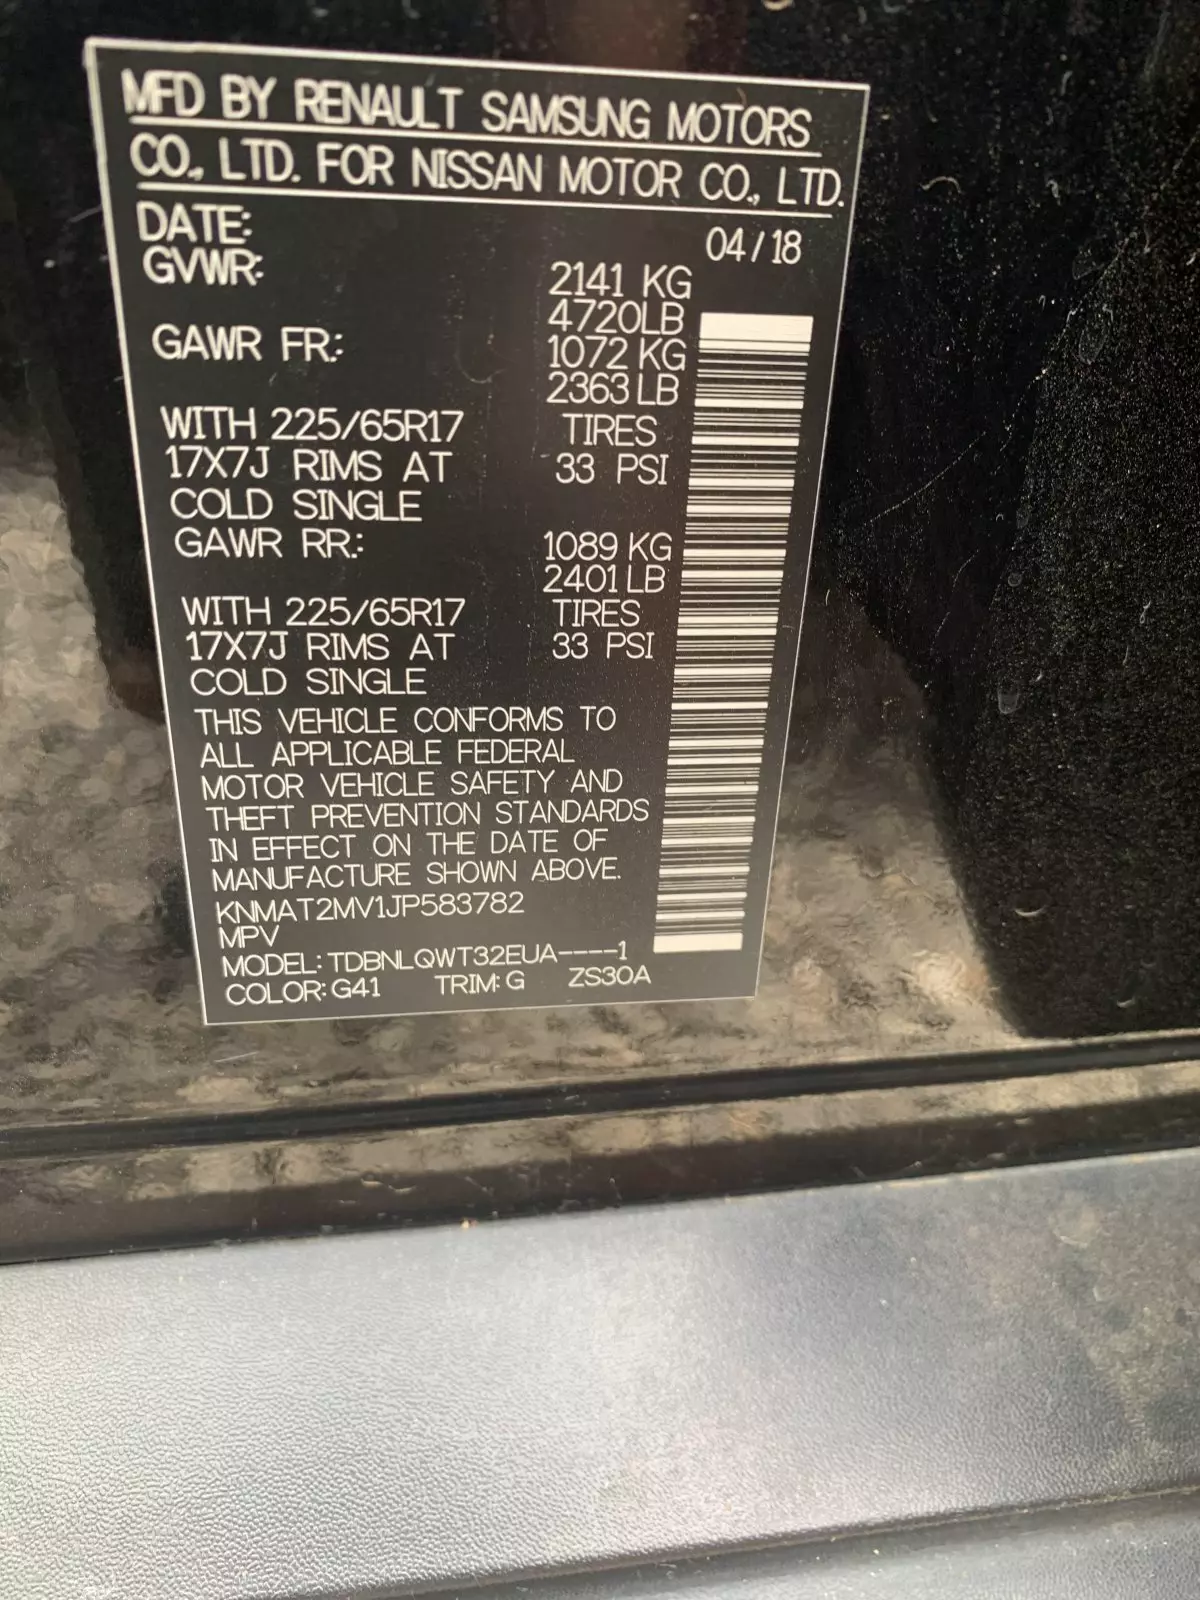 MFD BY RENAULT SAMSUNG MOTORS
CO., LTD. FOR NISSAN MOTOR CO., LTD.
DATE: 04/18
GVWR: 2141 KG
4720LB
GAWR FR.: 1072 KG
2363 LB
WITH 225/65R17 TIRES
17X7J RIMS AT 33 PSI
COLD SINGLE
GAWR RR.: 1089 KG
2401 LB
WITH 225/65R17 TIRES
17X7J RIMS AT 33 PSI
COLD SINGLE
THIS VEHICLE CONFORMS TO
ALL APPLICABLE FEDERAL
MOTOR VEHICLE SAFETY AND
THEFT PREVENTION STANDARDS
IN EFFECT ON THE DATE OF
MANUFACTURE SHOWN ABOVE.
KNMAT2MV1JP583782
MPV
MODEL: TDBNLQWT32EUA----1
COLOR: G41 TRIM: G ZS30A